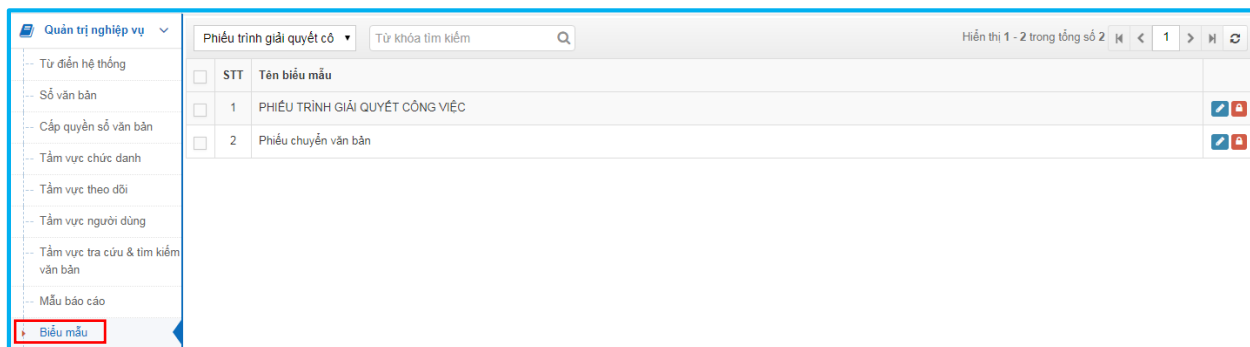 Quản trị nghiệp vụ
Từ điển hệ thống
Sổ văn bản
Cấp quyền sổ văn bản
Tầm vực chức danh
Tầm vực theo dõi
Tầm vực người dùng
Tầm vực tra cứu & tìm kiếm
văn bản
Mẫu báo cáo
Biểu mẫu
Phiếu trình giải quyết cô
Từ khóa tìm kiếm
Hiển thị 1 - 2 trong tổng số 2
1
STT Tên biểu mẫu
1 PHIẾU TRÌNH GIẢI QUYẾT CÔNG VIỆC
2 Phiếu chuyển văn bản